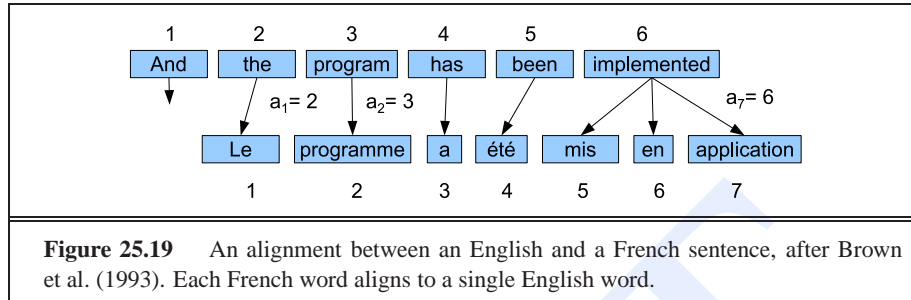 1 2 3 4 5 6
And the program has been implemented
a₁= 2 a₂= 3 a₇= 6
Le programme a été mis en application
1 2 3 4 5 6 7
Figure 25.19 An alignment between an English and a French sentence, after Brown
et al. (1993). Each French word aligns to a single English word.